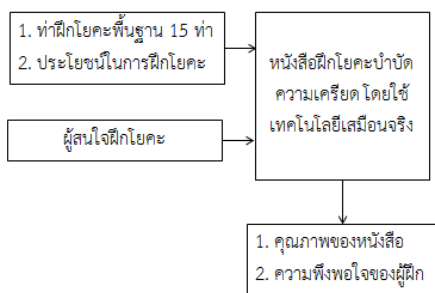 1. ท่าฝึกโยคะพื้นฐาน 15 ท่า
2. ประโยชน์ในการฝึกโยคะ
ผู้สนใจฝึกโยคะ
หนังสือฝึกโยคะบำบัด
ความเครียด โดยใช้
เทคโนโลยีเสมือนจริง
1. คุณภาพของหนังสือ
2. ความพึงพอใจของผู้ฝึก